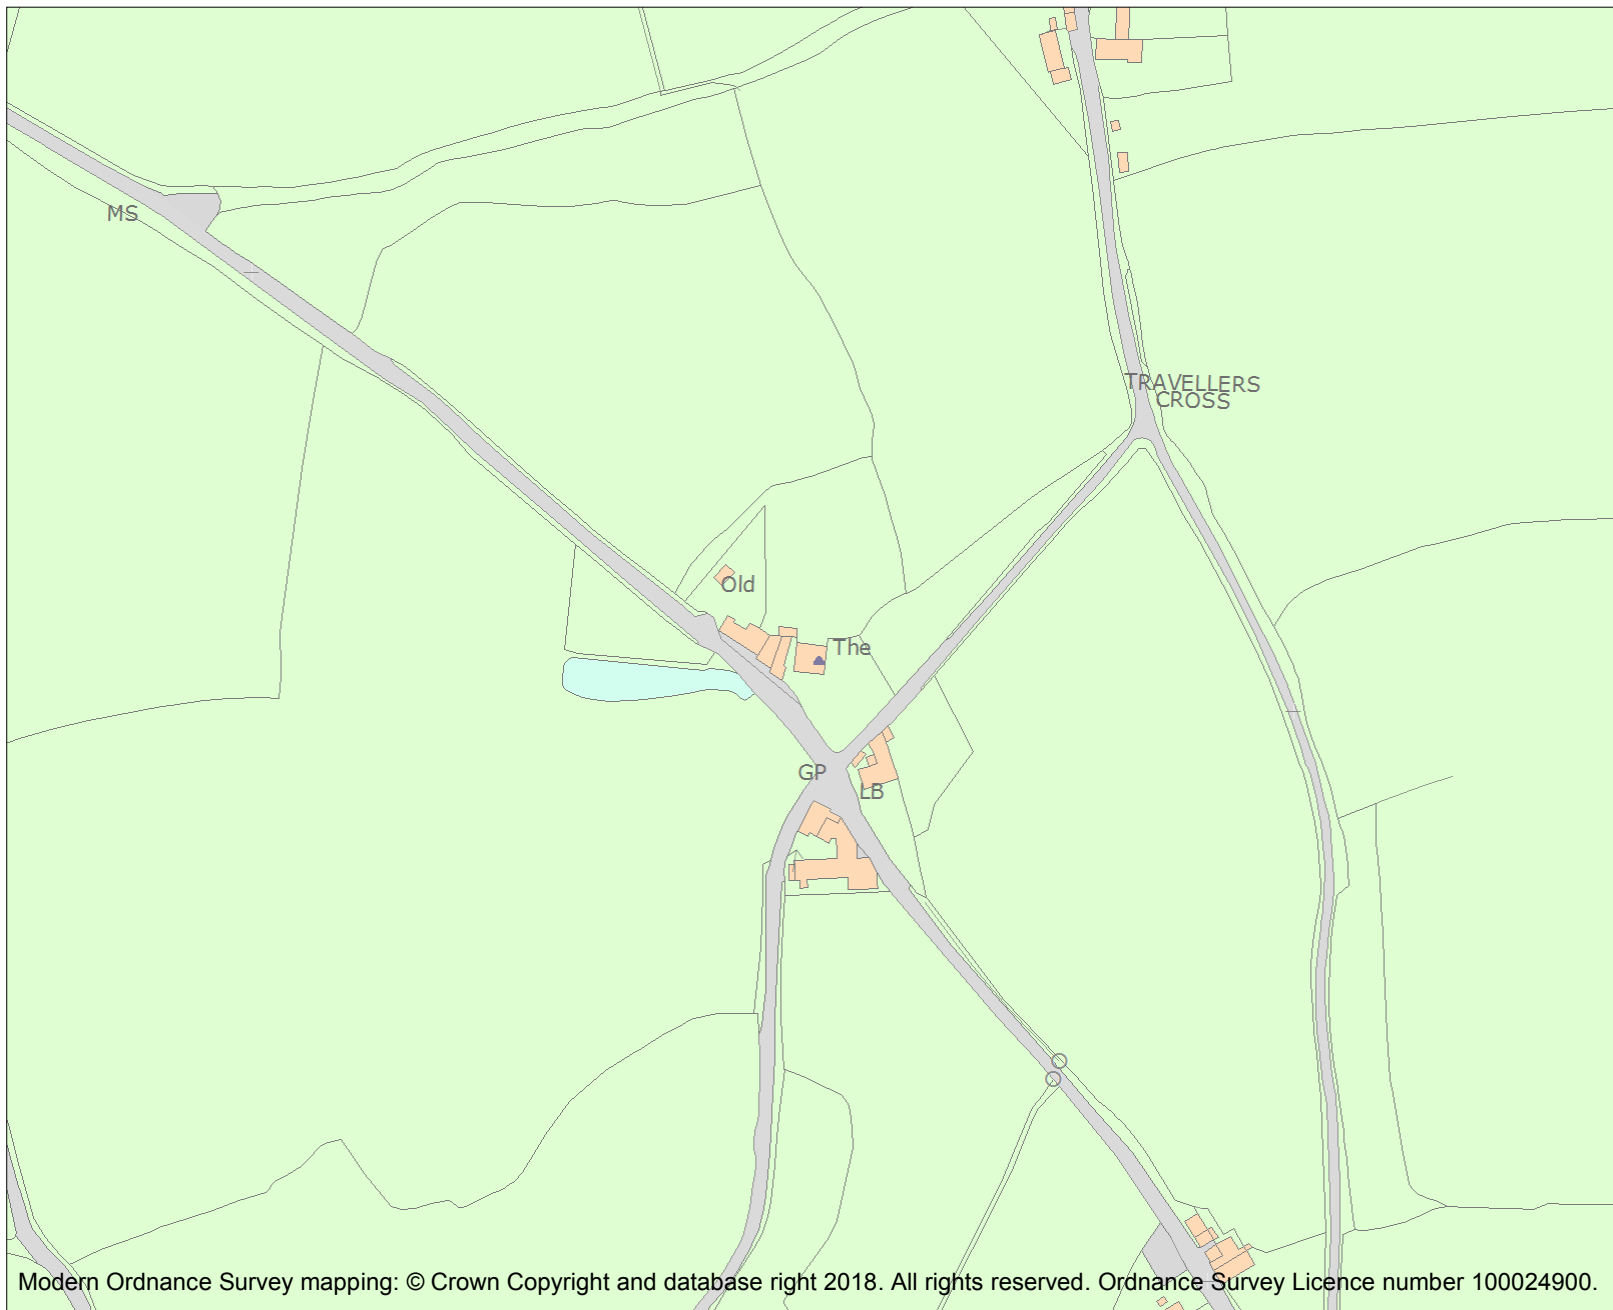 MS
TRAVELLERS
CROSS
Old
The
GP
LB
Modern Ordnance Survey mapping: © Crown Copyright and database right 2018. All rights reserved. Ordnance Survey Licence number 100024900.